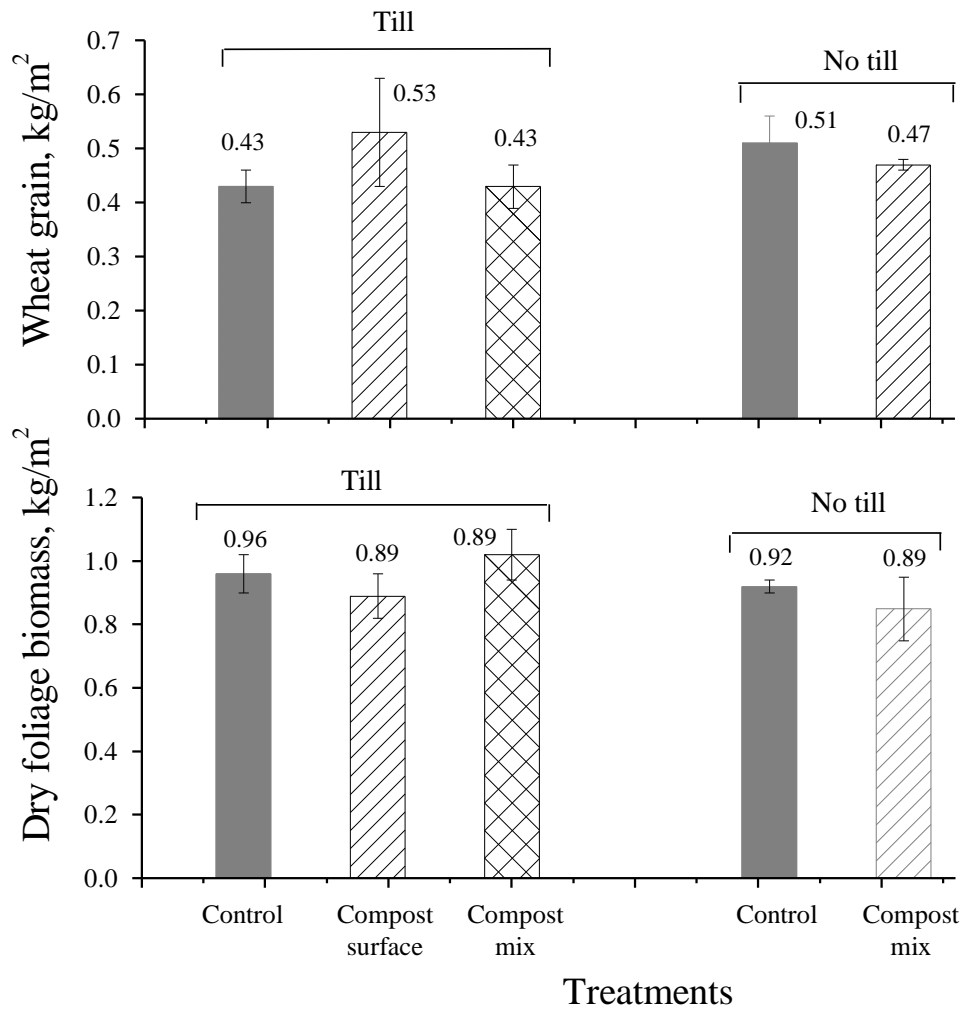 Till
No till
Wheat grain, kg/m²
0.7
0.6
0.5
0.4
0.3
0.2
0.1
0.0
0.43
0.53
0.43
0.51
0.47
Till
No till
Dry foliage biomass, kg/m²
1.2
1.0
0.8
0.6
0.4
0.2
0.0
0.96
0.89
0.89
0.92
0.89
Control
Compost
surface
Compost
mix
Control
Compost
mix
Treatments